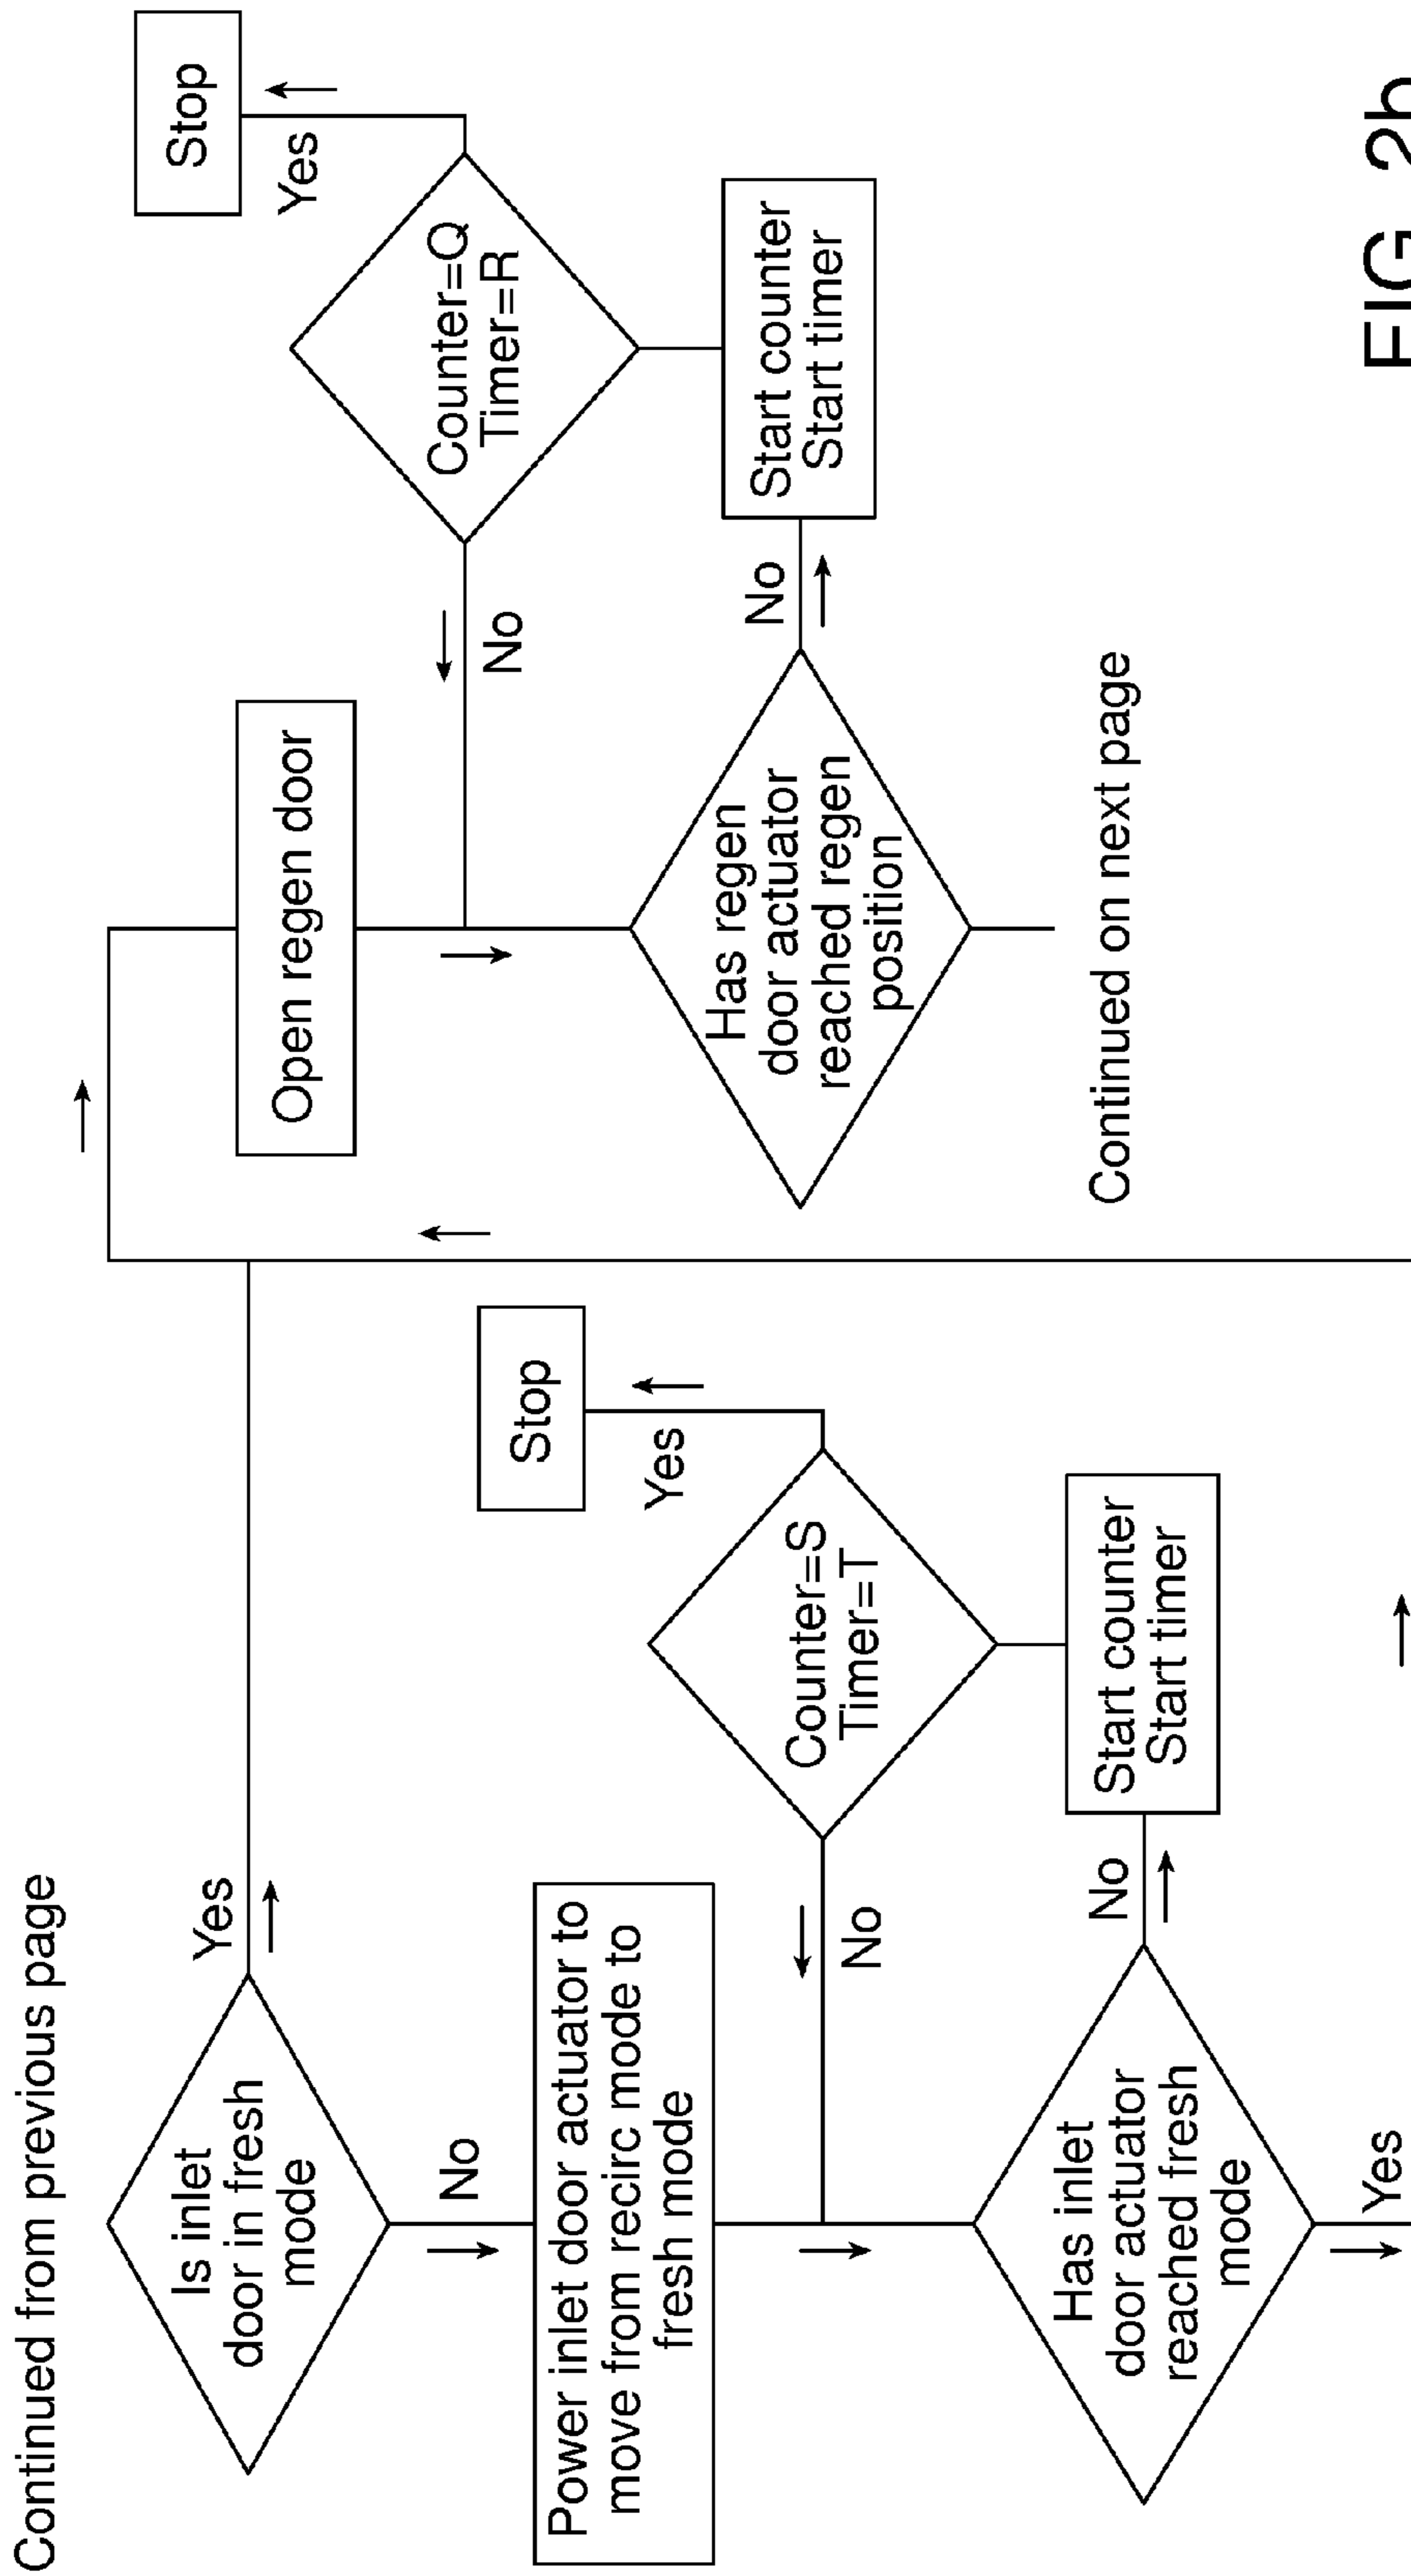 Continued from previous page
Is inlet
door in fresh
mode
Yes
No
Power inlet door actuator to
move from recirc mode to
fresh mode
No
Has inlet
door actuator
reached fresh
mode
Yes
No
Start counter
Start timer
Counter=S
Timer=T
Yes
Stop
Open regen door
No
Has regen
door actuator
reached regen
position
No
Start counter
Start timer
Counter=Q
Timer=R
Yes
Stop
Continued on next page
FIG. 2b